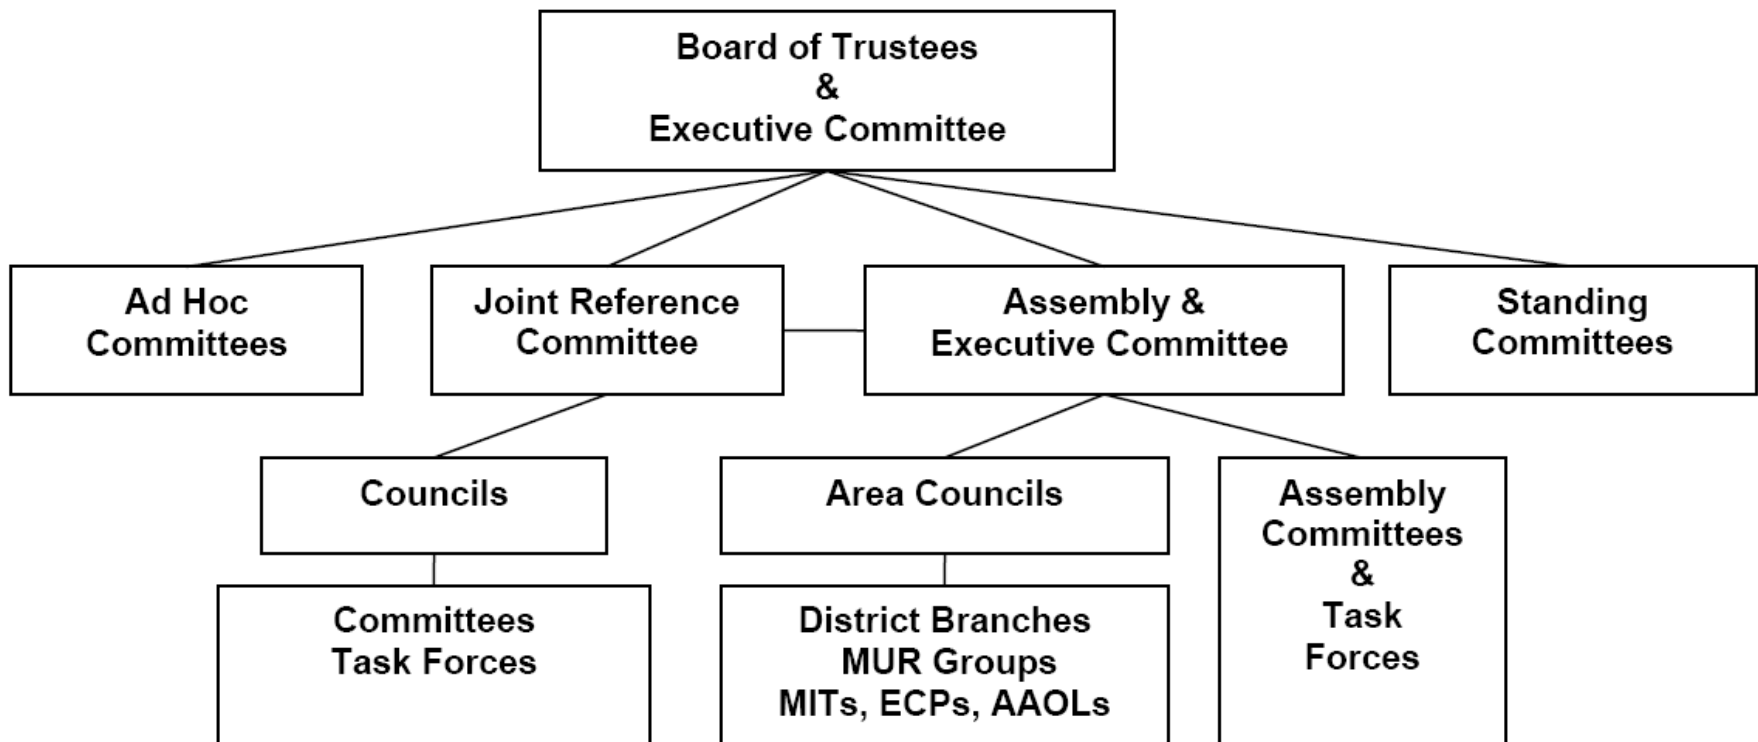 Board of Trustees
&
Executive Committee
Ad Hoc
Committees
Joint Reference
Committee
Assembly &
Executive Committee
Standing
Committees
Councils
Area Councils
Assembly
Committees
&
Task
Forces
Committees
Task Forces
District Branches
MUR Groups
MITs, ECPs, AAOLs